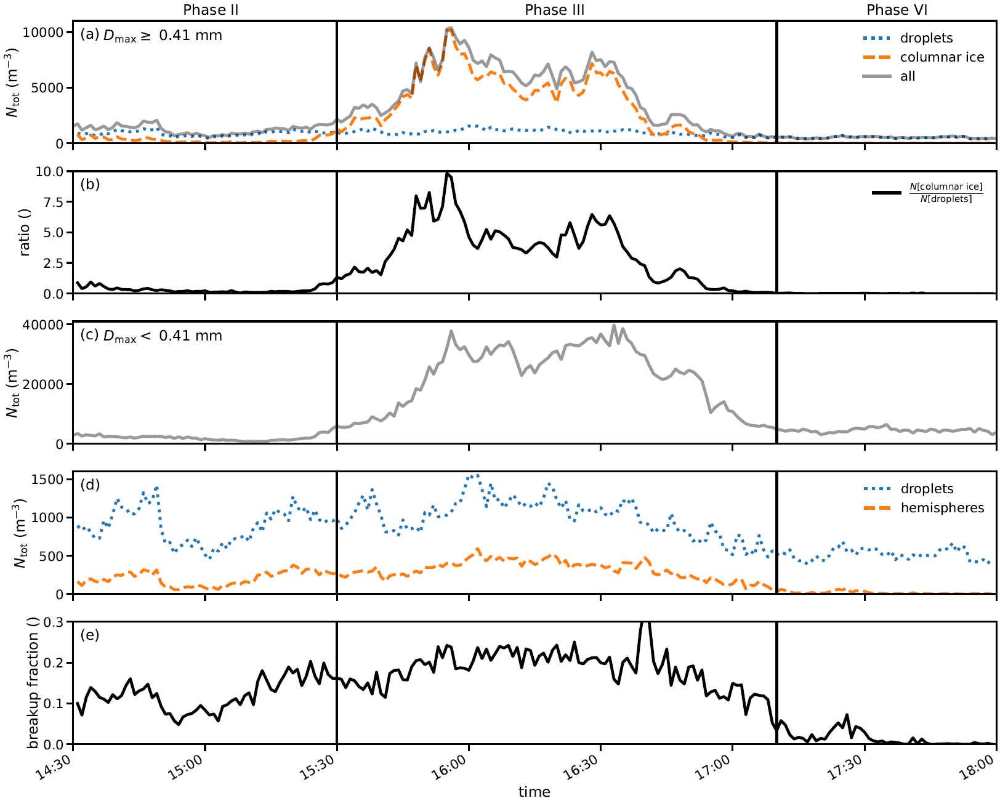 Phase II Phase III Phase VI
(a) D_max ≥ 0.41 mm
droplets
columnar ice
all
N_tot (m⁻³)
10000
5000
0
(b)
N[columnar ice]
N[droplets]
ratio ()
10.0
7.5
5.0
2.5
0.0
(c) D_max < 0.41 mm
N_tot (m⁻³)
40000
20000
0
(d)
droplets
hemispheres
N_tot (m⁻³)
1500
1000
500
0
(e)
breakup fraction ()
0.3
0.2
0.1
0.0
14:30 15:00 15:30 16:00 16:30 17:00 17:30 18:00
time